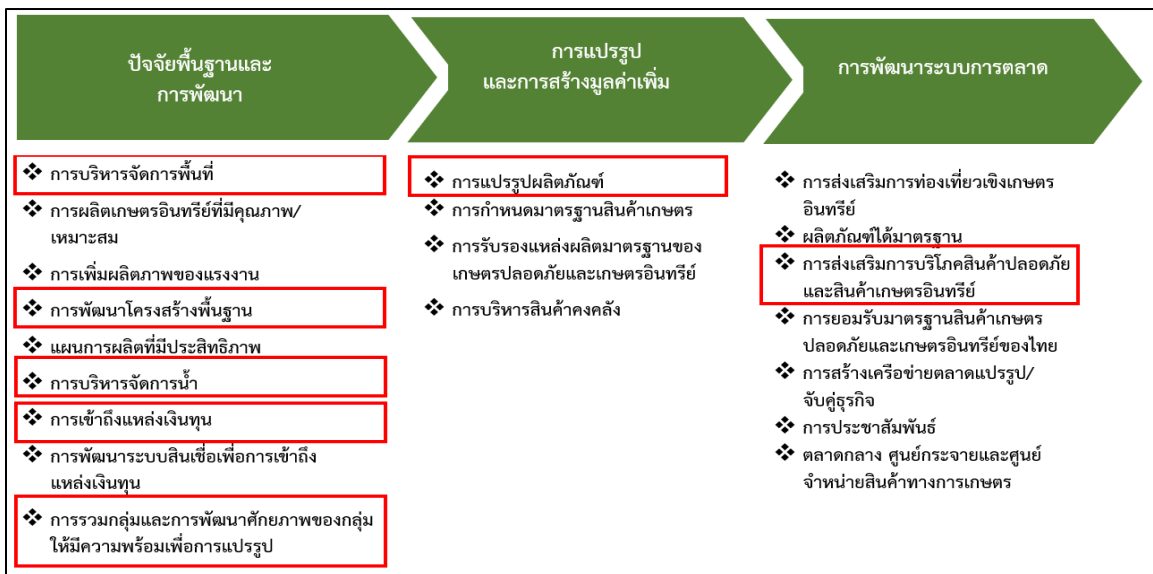 ปัจจัยพื้นฐานและ
การพัฒนา
❖ การบริหารจัดการพื้นที่
❖ การผลิตเกษตรอินทรีย์ที่มีคุณภาพ/
เหมาะสม
❖ การเพิ่มผลิตภาพของแรงงาน
❖ การพัฒนาโครงสร้างพื้นฐาน
❖ แผนการผลิตที่มีประสิทธิภาพ
❖ การบริหารจัดการน้ำ
❖ การเข้าถึงแหล่งเงินทุน
❖ การพัฒนาระบบสินเชื่อเพื่อการเข้าถึง
แหล่งเงินทุน
❖ การรวมกลุ่มและการพัฒนาศักยภาพของกลุ่ม
ให้มีความพร้อมเพื่อการแปรรูป
การแปรรูป
และการสร้างมูลค่าเพิ่ม
❖ การแปรรูปผลิตภัณฑ์
❖ การกำหนดมาตรฐานสินค้าเกษตร
❖ การรับรองแหล่งผลิตมาตรฐานของ
เกษตรปลอดภัยและเกษตรอินทรีย์
❖ การบริหารสินค้าคงคลัง
การพัฒนาระบบการตลาด
❖ การส่งเสริมการท่องเที่ยวเชิงเกษตร
อินทรีย์
❖ ผลิตภัณฑ์ได้มาตรฐาน
❖ การส่งเสริมการบริโภคสินค้าปลอดภัย
และสินค้าเกษตรอินทรีย์
❖ การยอมรับมาตรฐานสินค้าเกษตร
ปลอดภัยและเกษตรอินทรีย์ของไทย
❖ การสร้างเครือข่ายตลาดแปรรูป/
จับคู่ธุรกิจ
❖ การประชาสัมพันธ์
❖ ตลาดกลาง ศูนย์กระจายและศูนย์
จำหน่ายสินค้าทางการเกษตร